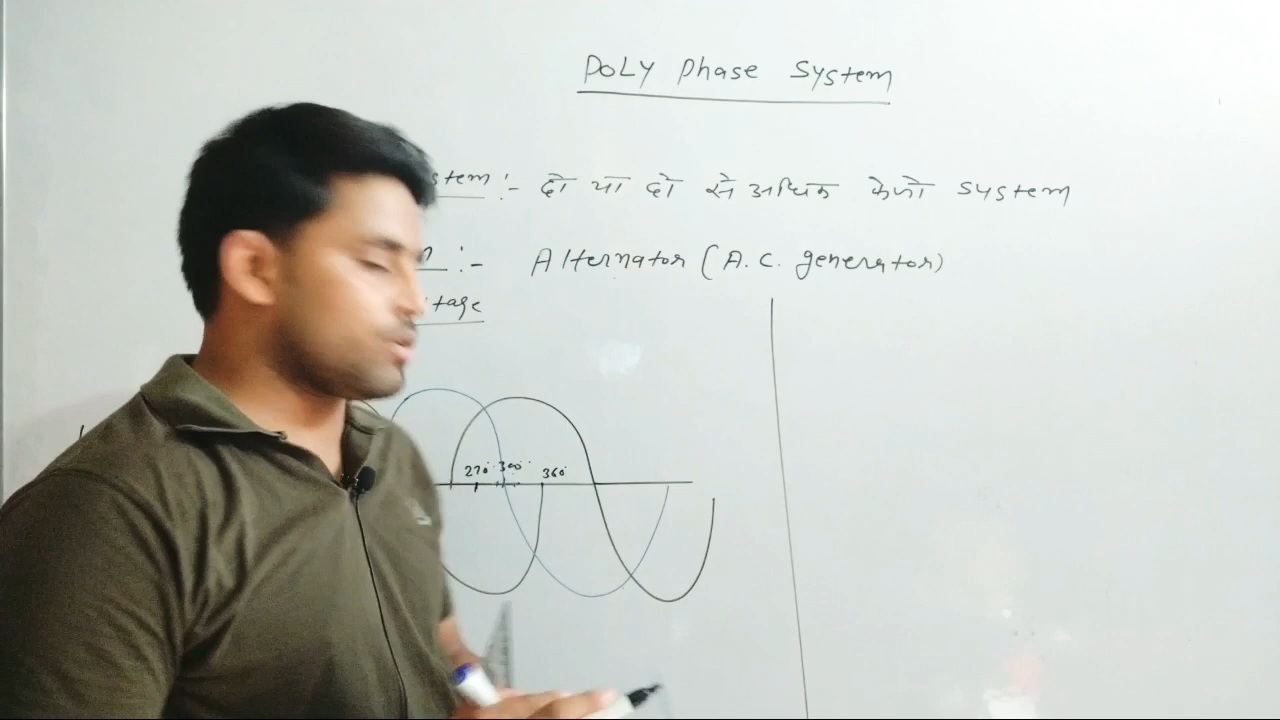 POLY Phase System
stem :- दो या दो से अधिक फेजो System
:- Alternator (A.C. generator)
tage
270° 300° 360°